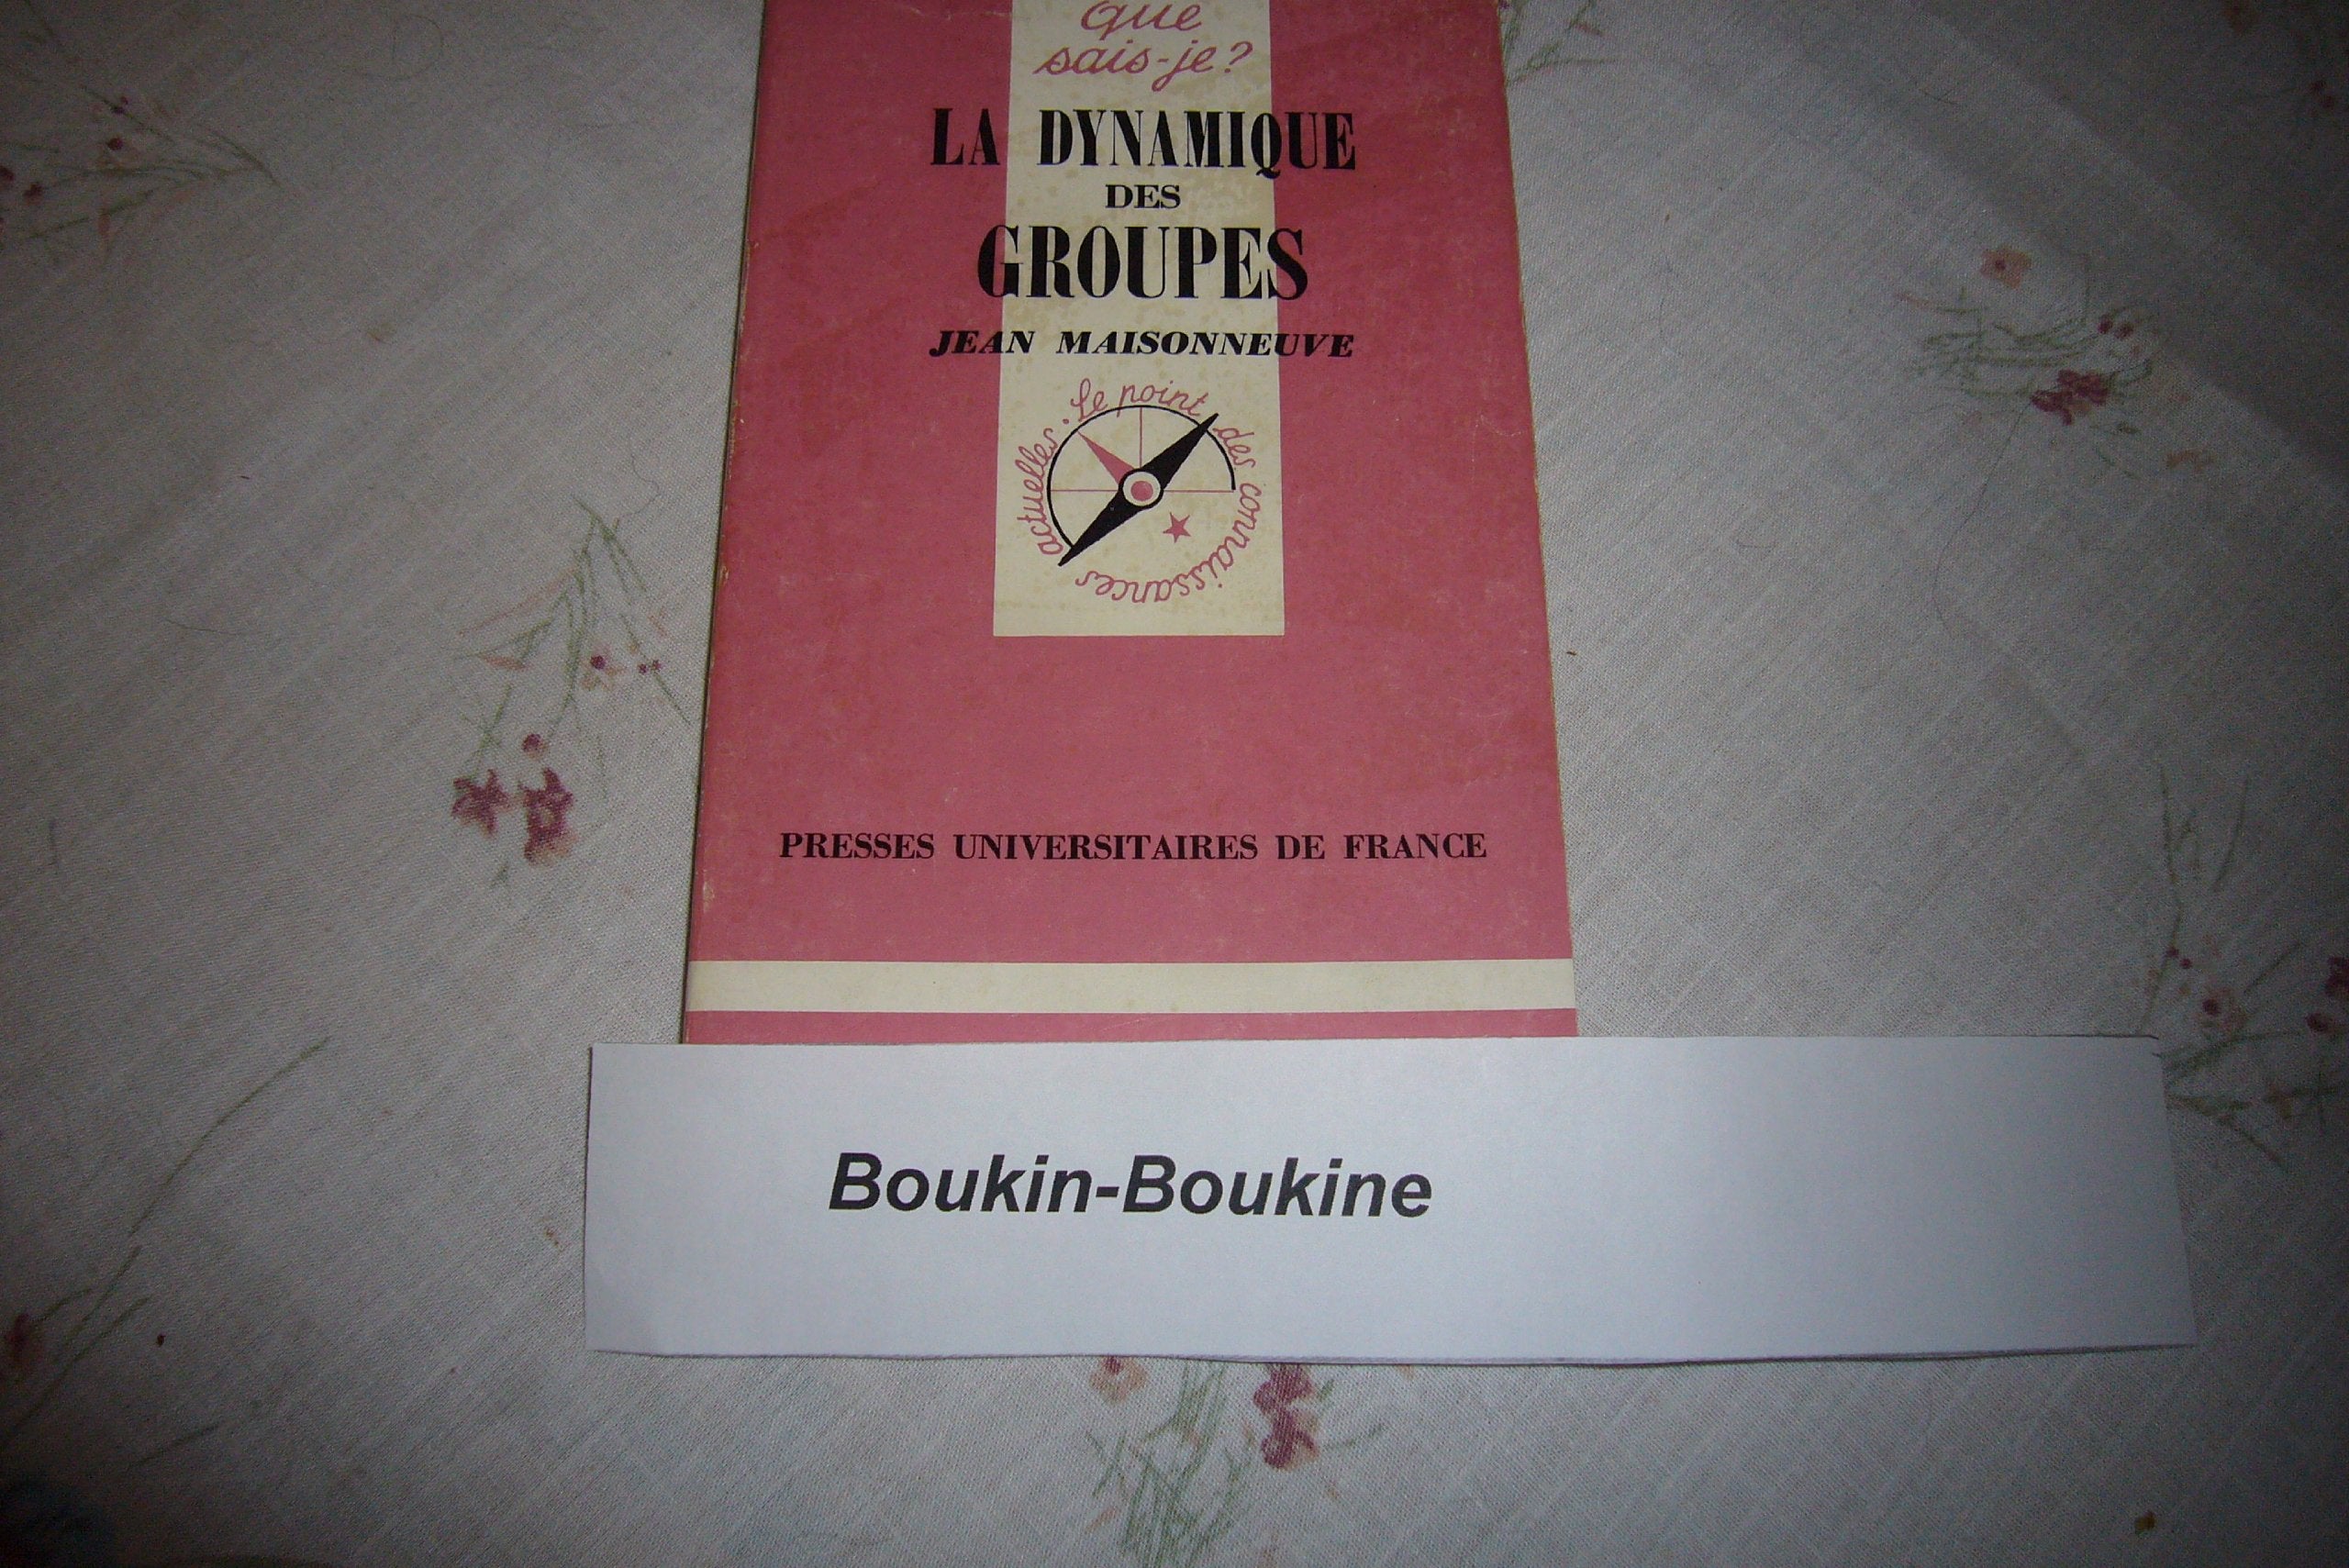 que
sais-je?
LA DYNAMIQUE
DES
GROUPES
JEAN MAISONNEUVE
Le point des connaissances actuelles.
PRESSES UNIVERSITAIRES DE FRANCE
Boukin-Boukine